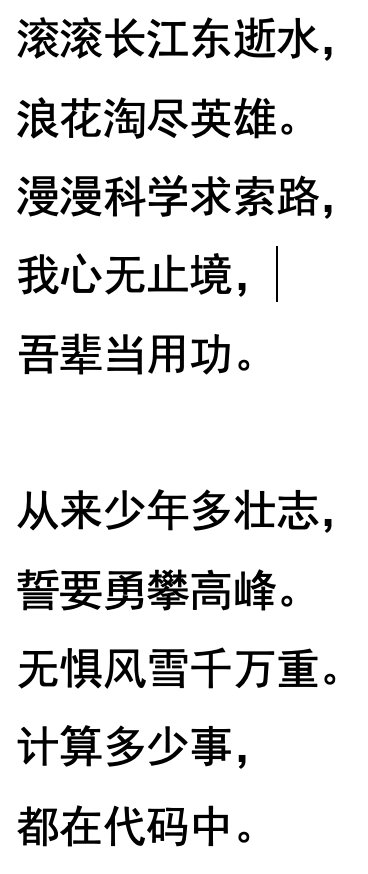 滚滚长江东逝水，
浪花淘尽英雄。
漫漫科学求索路，
我心无止境，
吾辈当用功。
从来少年多壮志，
誓要勇攀高峰。
无惧风雪千万重。
计算多少事，
都在代码中。